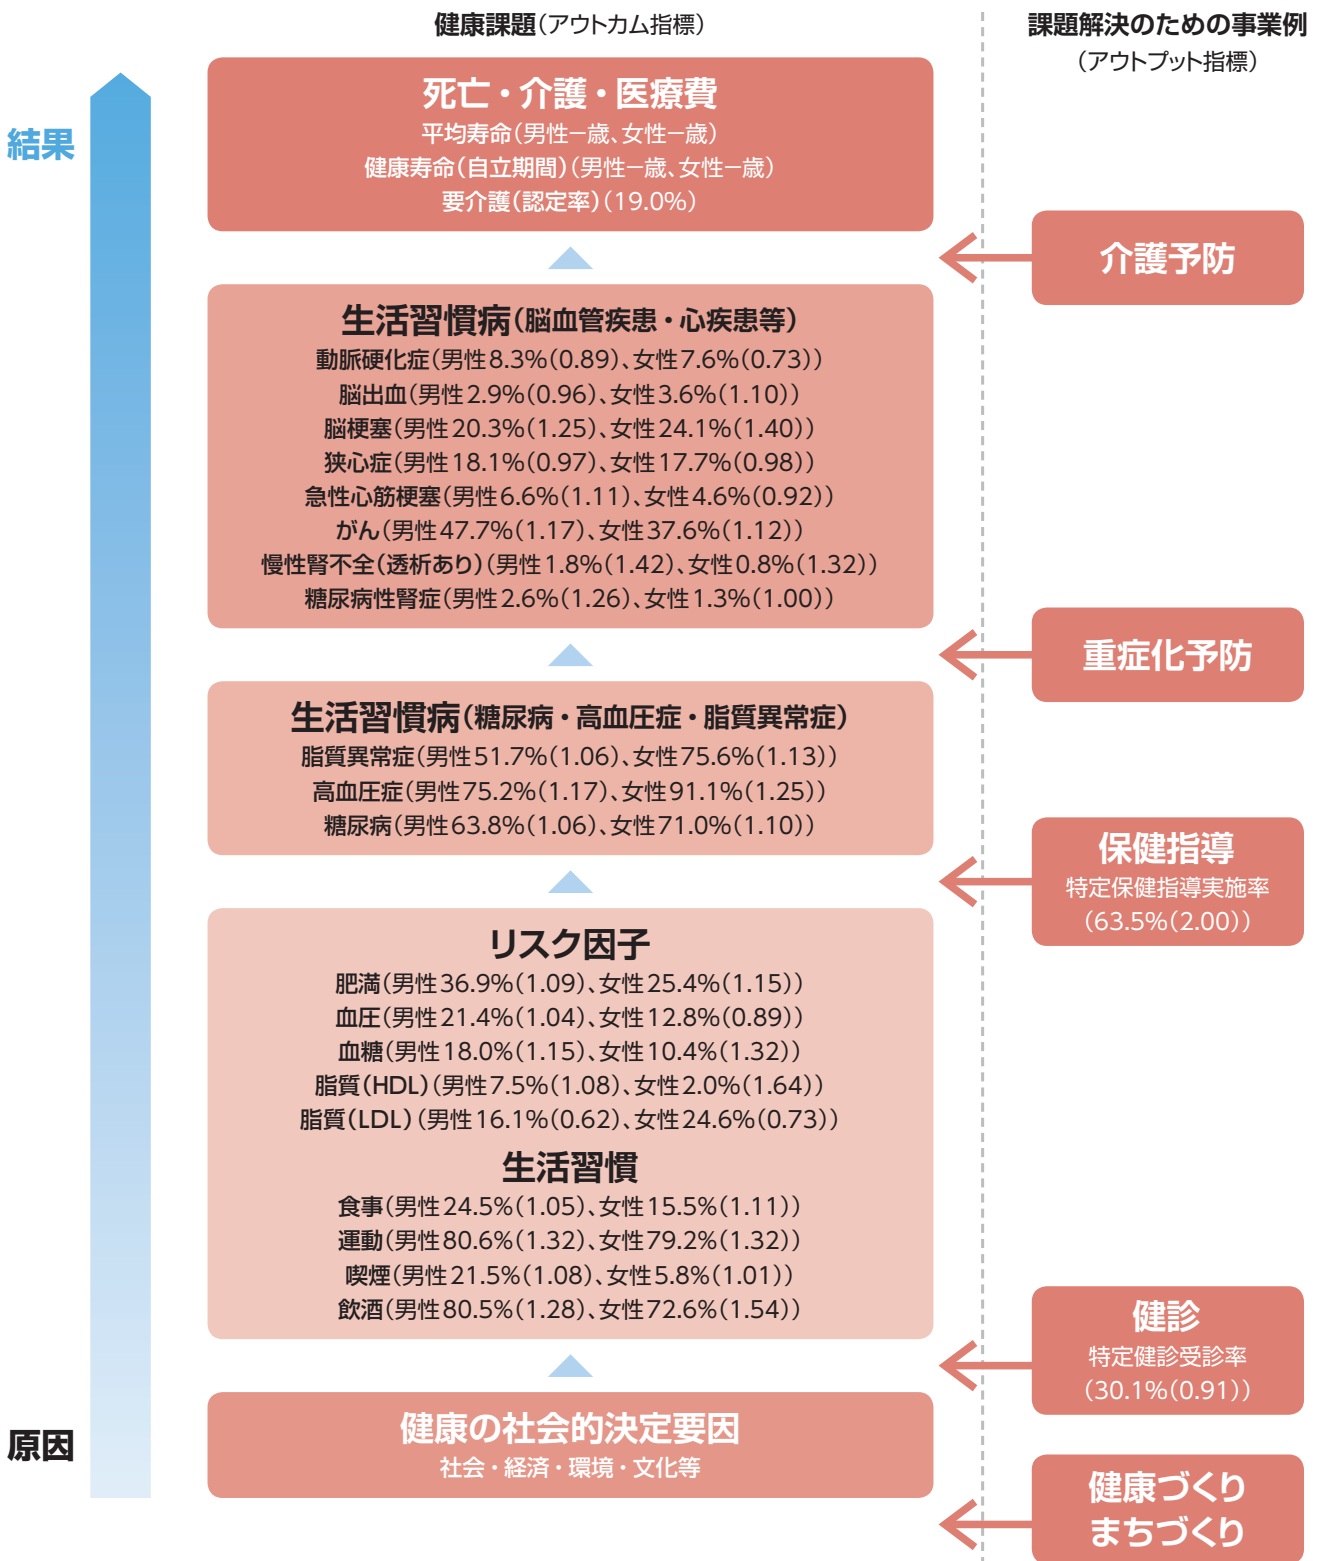 健康課題(アウトカム指標)
課題解決のための事業例
(アウトプット指標)
結果
死亡・介護・医療費
平均寿命(男性ー歳、女性ー歳)
健康寿命(自立期間)(男性ー歳、女性ー歳)
要介護(認定率)(19.0%)
介護予防
生活習慣病(脳血管疾患・心疾患等)
動脈硬化症(男性8.3%(0.89)、女性7.6%(0.73))
脳出血(男性2.9%(0.96)、女性3.6%(1.10))
脳梗塞(男性20.3%(1.25)、女性24.1%(1.40))
狭心症(男性18.1%(0.97)、女性17.7%(0.98))
急性心筋梗塞(男性6.6%(1.11)、女性4.6%(0.92))
がん(男性47.7%(1.17)、女性37.6%(1.12))
慢性腎不全(透析あり)(男性1.8%(1.42)、女性0.8%(1.32))
糖尿病性腎症(男性2.6%(1.26)、女性1.3%(1.00))
重症化予防
生活習慣病(糖尿病・高血圧症・脂質異常症)
脂質異常症(男性51.7%(1.06)、女性75.6%(1.13))
高血圧症(男性75.2%(1.17)、女性91.1%(1.25))
糖尿病(男性63.8%(1.06)、女性71.0%(1.10))
保健指導
特定保健指導実施率
(63.5%(2.00))
リスク因子
肥満(男性36.9%(1.09)、女性25.4%(1.15))
血圧(男性21.4%(1.04)、女性12.8%(0.89))
血糖(男性18.0%(1.15)、女性10.4%(1.32))
脂質(HDL)(男性7.5%(1.08)、女性2.0%(1.64))
脂質(LDL)(男性16.1%(0.62)、女性24.6%(0.73))
生活習慣
食事(男性24.5%(1.05)、女性15.5%(1.11))
運動(男性80.6%(1.32)、女性79.2%(1.32))
喫煙(男性21.5%(1.08)、女性5.8%(1.01))
飲酒(男性80.5%(1.28)、女性72.6%(1.54))
健診
特定健診受診率
(30.1%(0.91))
原因
健康の社会的決定要因
社会・経済・環境・文化等
健康づくり
まちづくり